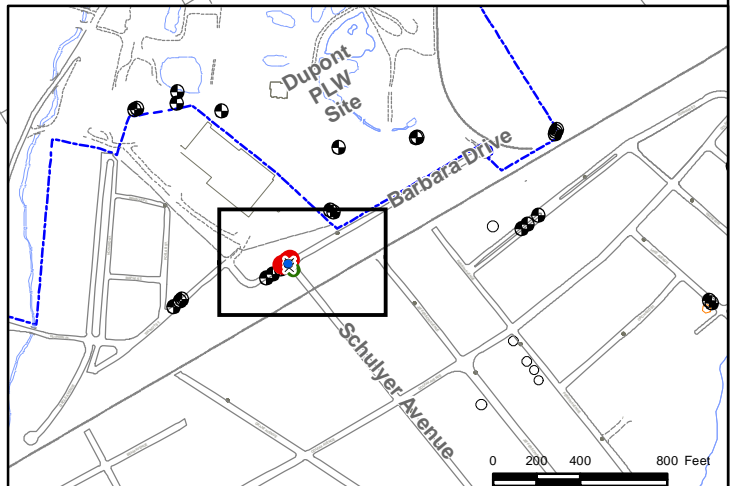 Dupont
PLW
Site
Barbara Drive
Schulyer Avenue
0 200 400 800 Feet